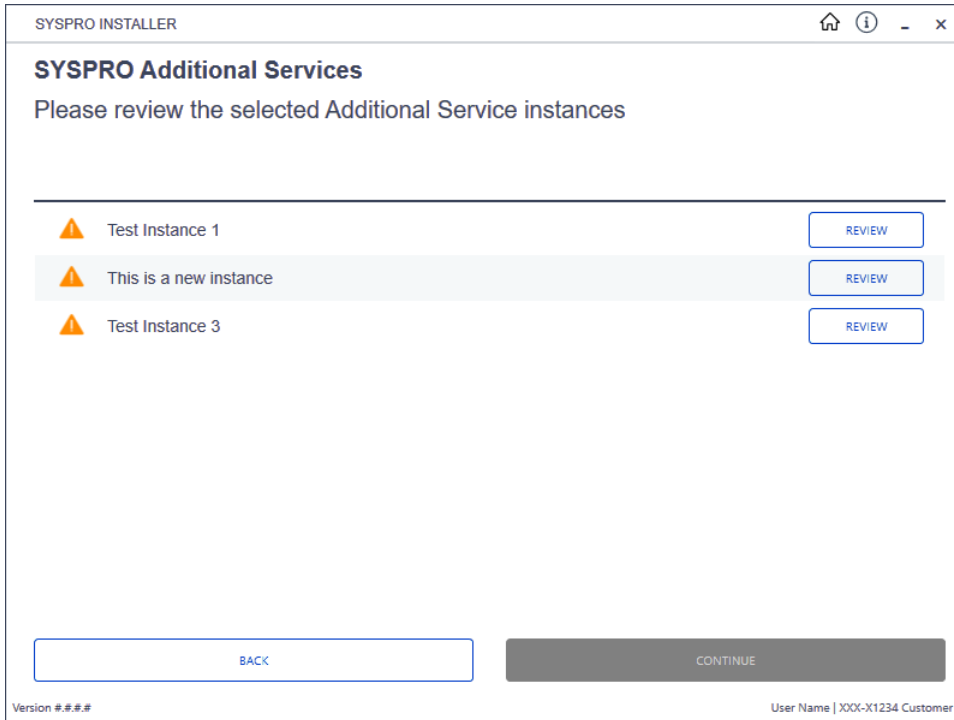 SYSPRO INSTALLER
SYSPRO Additional Services
Please review the selected Additional Service instances
Test Instance 1 REVIEW
This is a new instance REVIEW
Test Instance 3 REVIEW
BACK CONTINUE
Version #.#.#.# User Name | XXX-X1234 Customer